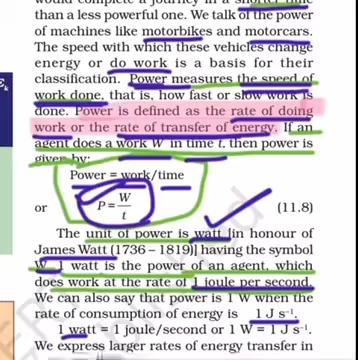 would complete a journey in a shorter time
than a less powerful one. We talk of the power
of machines like motorbikes and motorcars.
The speed with which these vehicles change
energy or do work is a basis for their
classification. Power measures the speed of
work done, that is, how fast or slow work is
done. Power is defined as the rate of doing
work or the rate of transfer of energy. If an
agent does a work W in time t, then power is
given by:
Power = work/time
or P = W/t (11.8)
The unit of power is watt [in honour of
James Watt (1736 – 1819)] having the symbol
W. 1 watt is the power of an agent, which
does work at the rate of 1 joule per second.
We can also say that power is 1 W when the
rate of consumption of energy is 1 J s⁻¹.
1 watt = 1 joule/second or 1 W = 1 J s⁻¹.
We express larger rates of energy transfer in